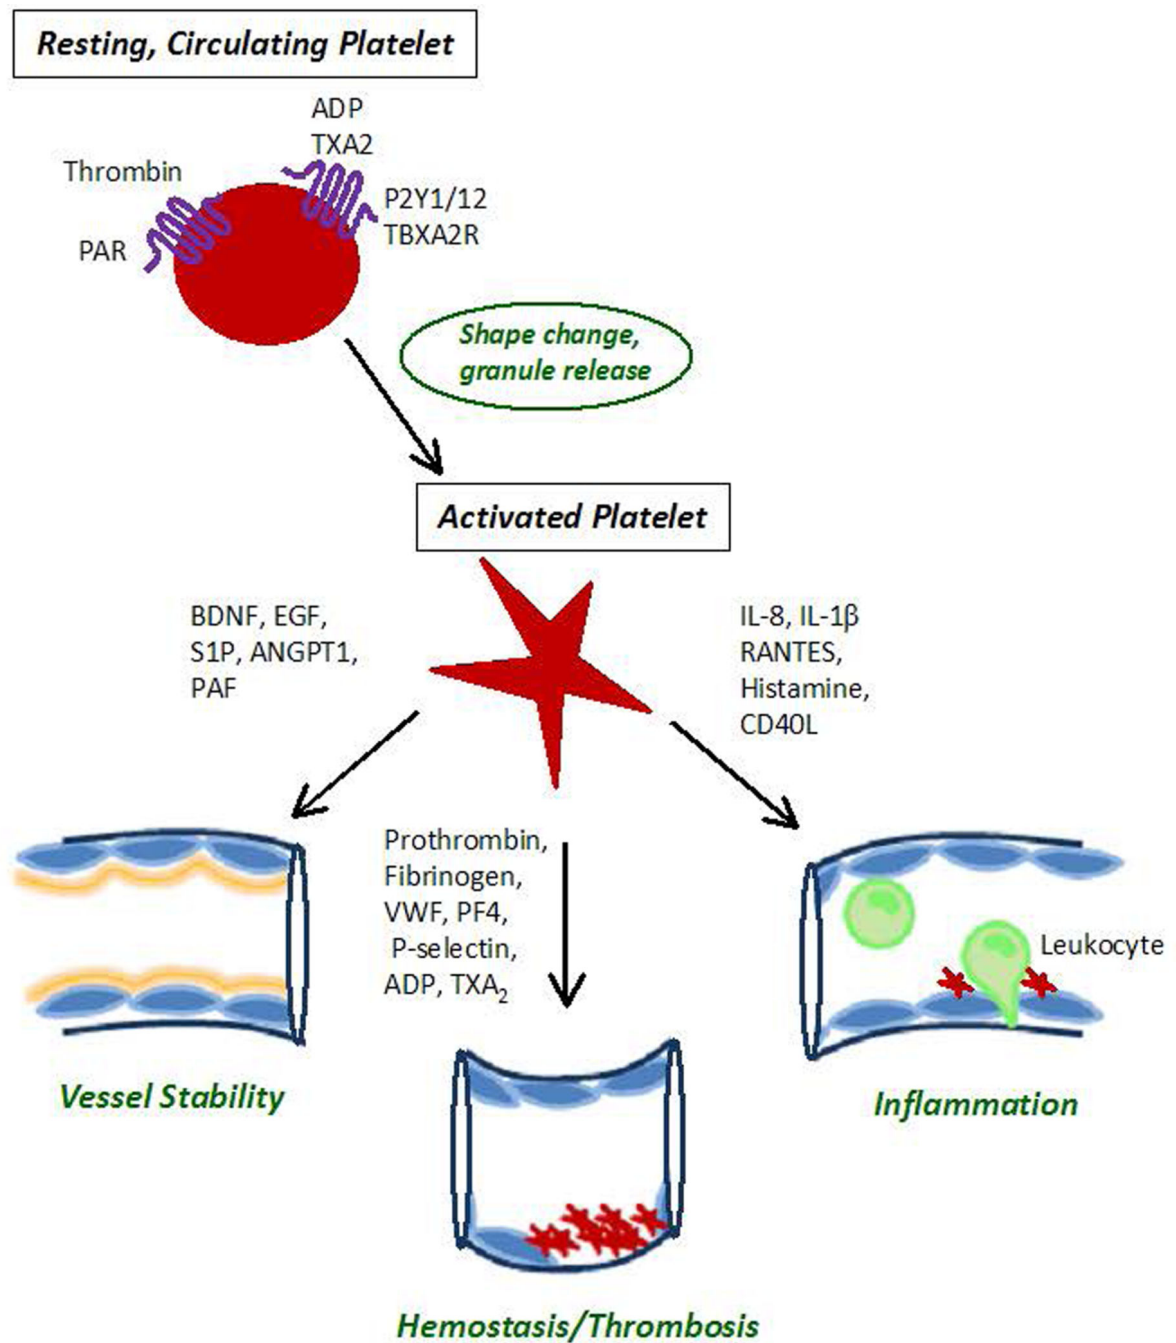 Resting, Circulating Platelet
ADP
TXA2
Thrombin
P2Y1/12
TBXA2R
PAR
Shape change,
granule release
Activated Platelet
BDNF, EGF,
S1P, ANGPT1,
PAF
IL-8, IL-1β
RANTES,
Histamine,
CD40L
Prothrombin,
Fibrinogen,
VWF, PF4,
P-selectin,
ADP, TXA₂
Leukocyte
Vessel Stability
Inflammation
Hemostasis/Thrombosis